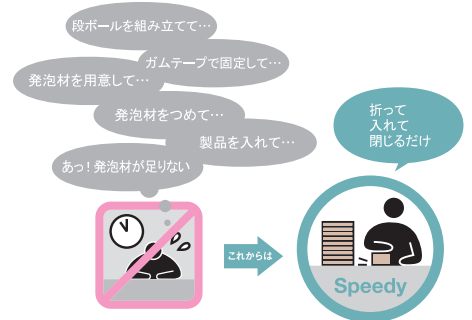 段ボールを組み立てて…
ガムテープで固定して…
発泡材を用意して…
発泡材をつめて…
製品を入れて…
あっ！発泡材が足りない
これからは
折って
入れて
閉じるだけ
Speedy